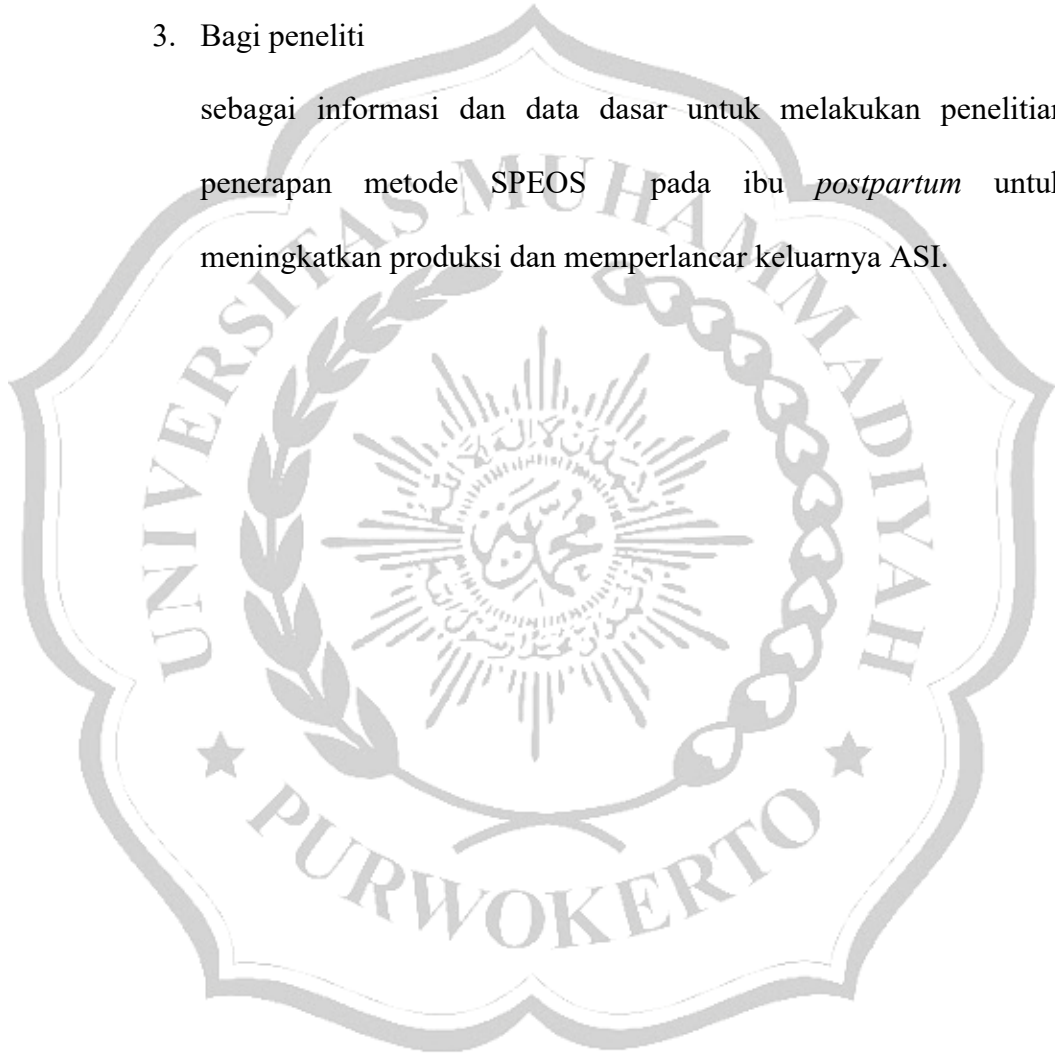 3. Bagi peneliti
sebagai informasi dan data dasar untuk melakukan penelitian
penerapan metode SPEOS pada ibu postpartum untuk
meningkatkan produksi dan memperlancar keluarnya ASI.
UNIVERSITAS MUHAMMADIYAH
PURWOKERTO